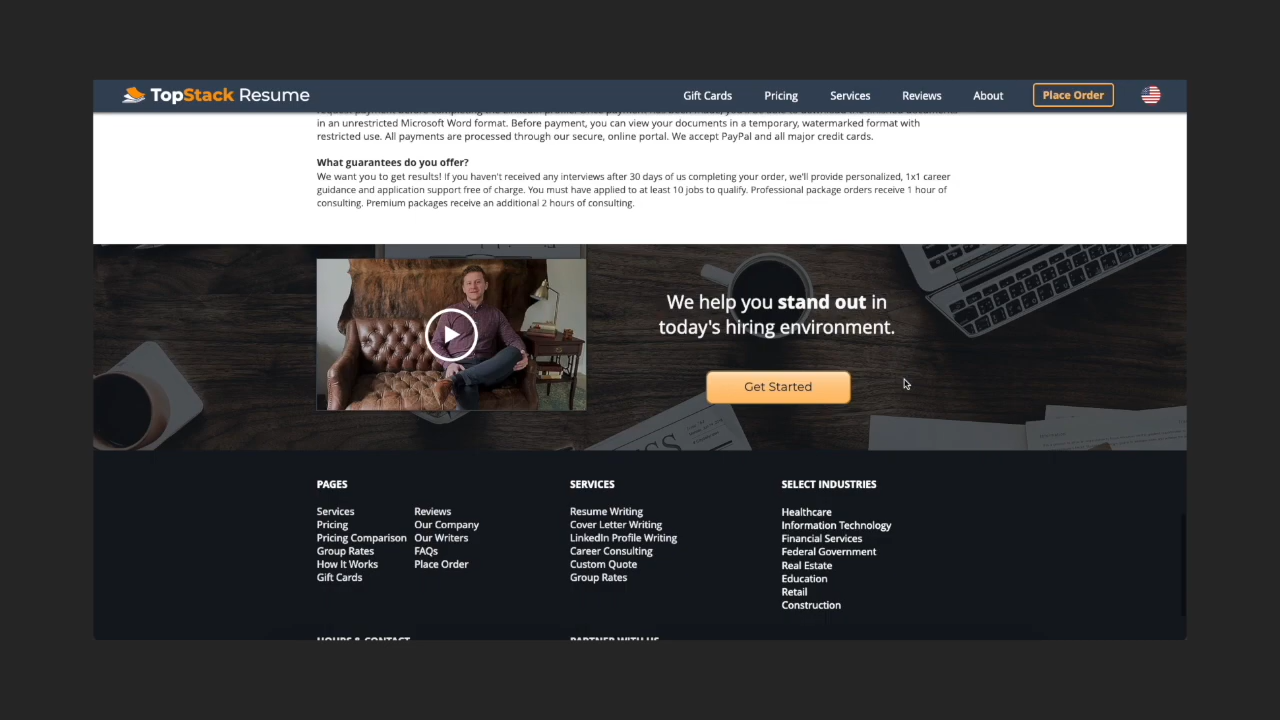 TopStack Resume
Gift Cards Pricing Services Reviews About Place Order
in an unrestricted Microsoft Word format. Before payment, you can view your documents in a temporary, watermarked format with
restricted use. All payments are processed through our secure, online portal. We accept PayPal and all major credit cards.
What guarantees do you offer?
We want you to get results! If you haven't received any interviews after 30 days of us completing your order, we'll provide personalized, 1x1 career
guidance and application support free of charge. You must have applied to at least 10 jobs to qualify. Professional package orders receive 1 hour of
consulting. Premium packages receive an additional 2 hours of consulting.
We help you stand out in
today's hiring environment.
Get Started
PAGES
Services
Pricing
Pricing Comparison
Group Rates
How It Works
Gift Cards
Reviews
Our Company
Our Writers
FAQs
Place Order
SERVICES
Resume Writing
Cover Letter Writing
LinkedIn Profile Writing
Career Consulting
Custom Quote
Group Rates
SELECT INDUSTRIES
Healthcare
Information Technology
Financial Services
Federal Government
Real Estate
Education
Retail
Construction
HOURS & CONTACT
PARTNER WITH US